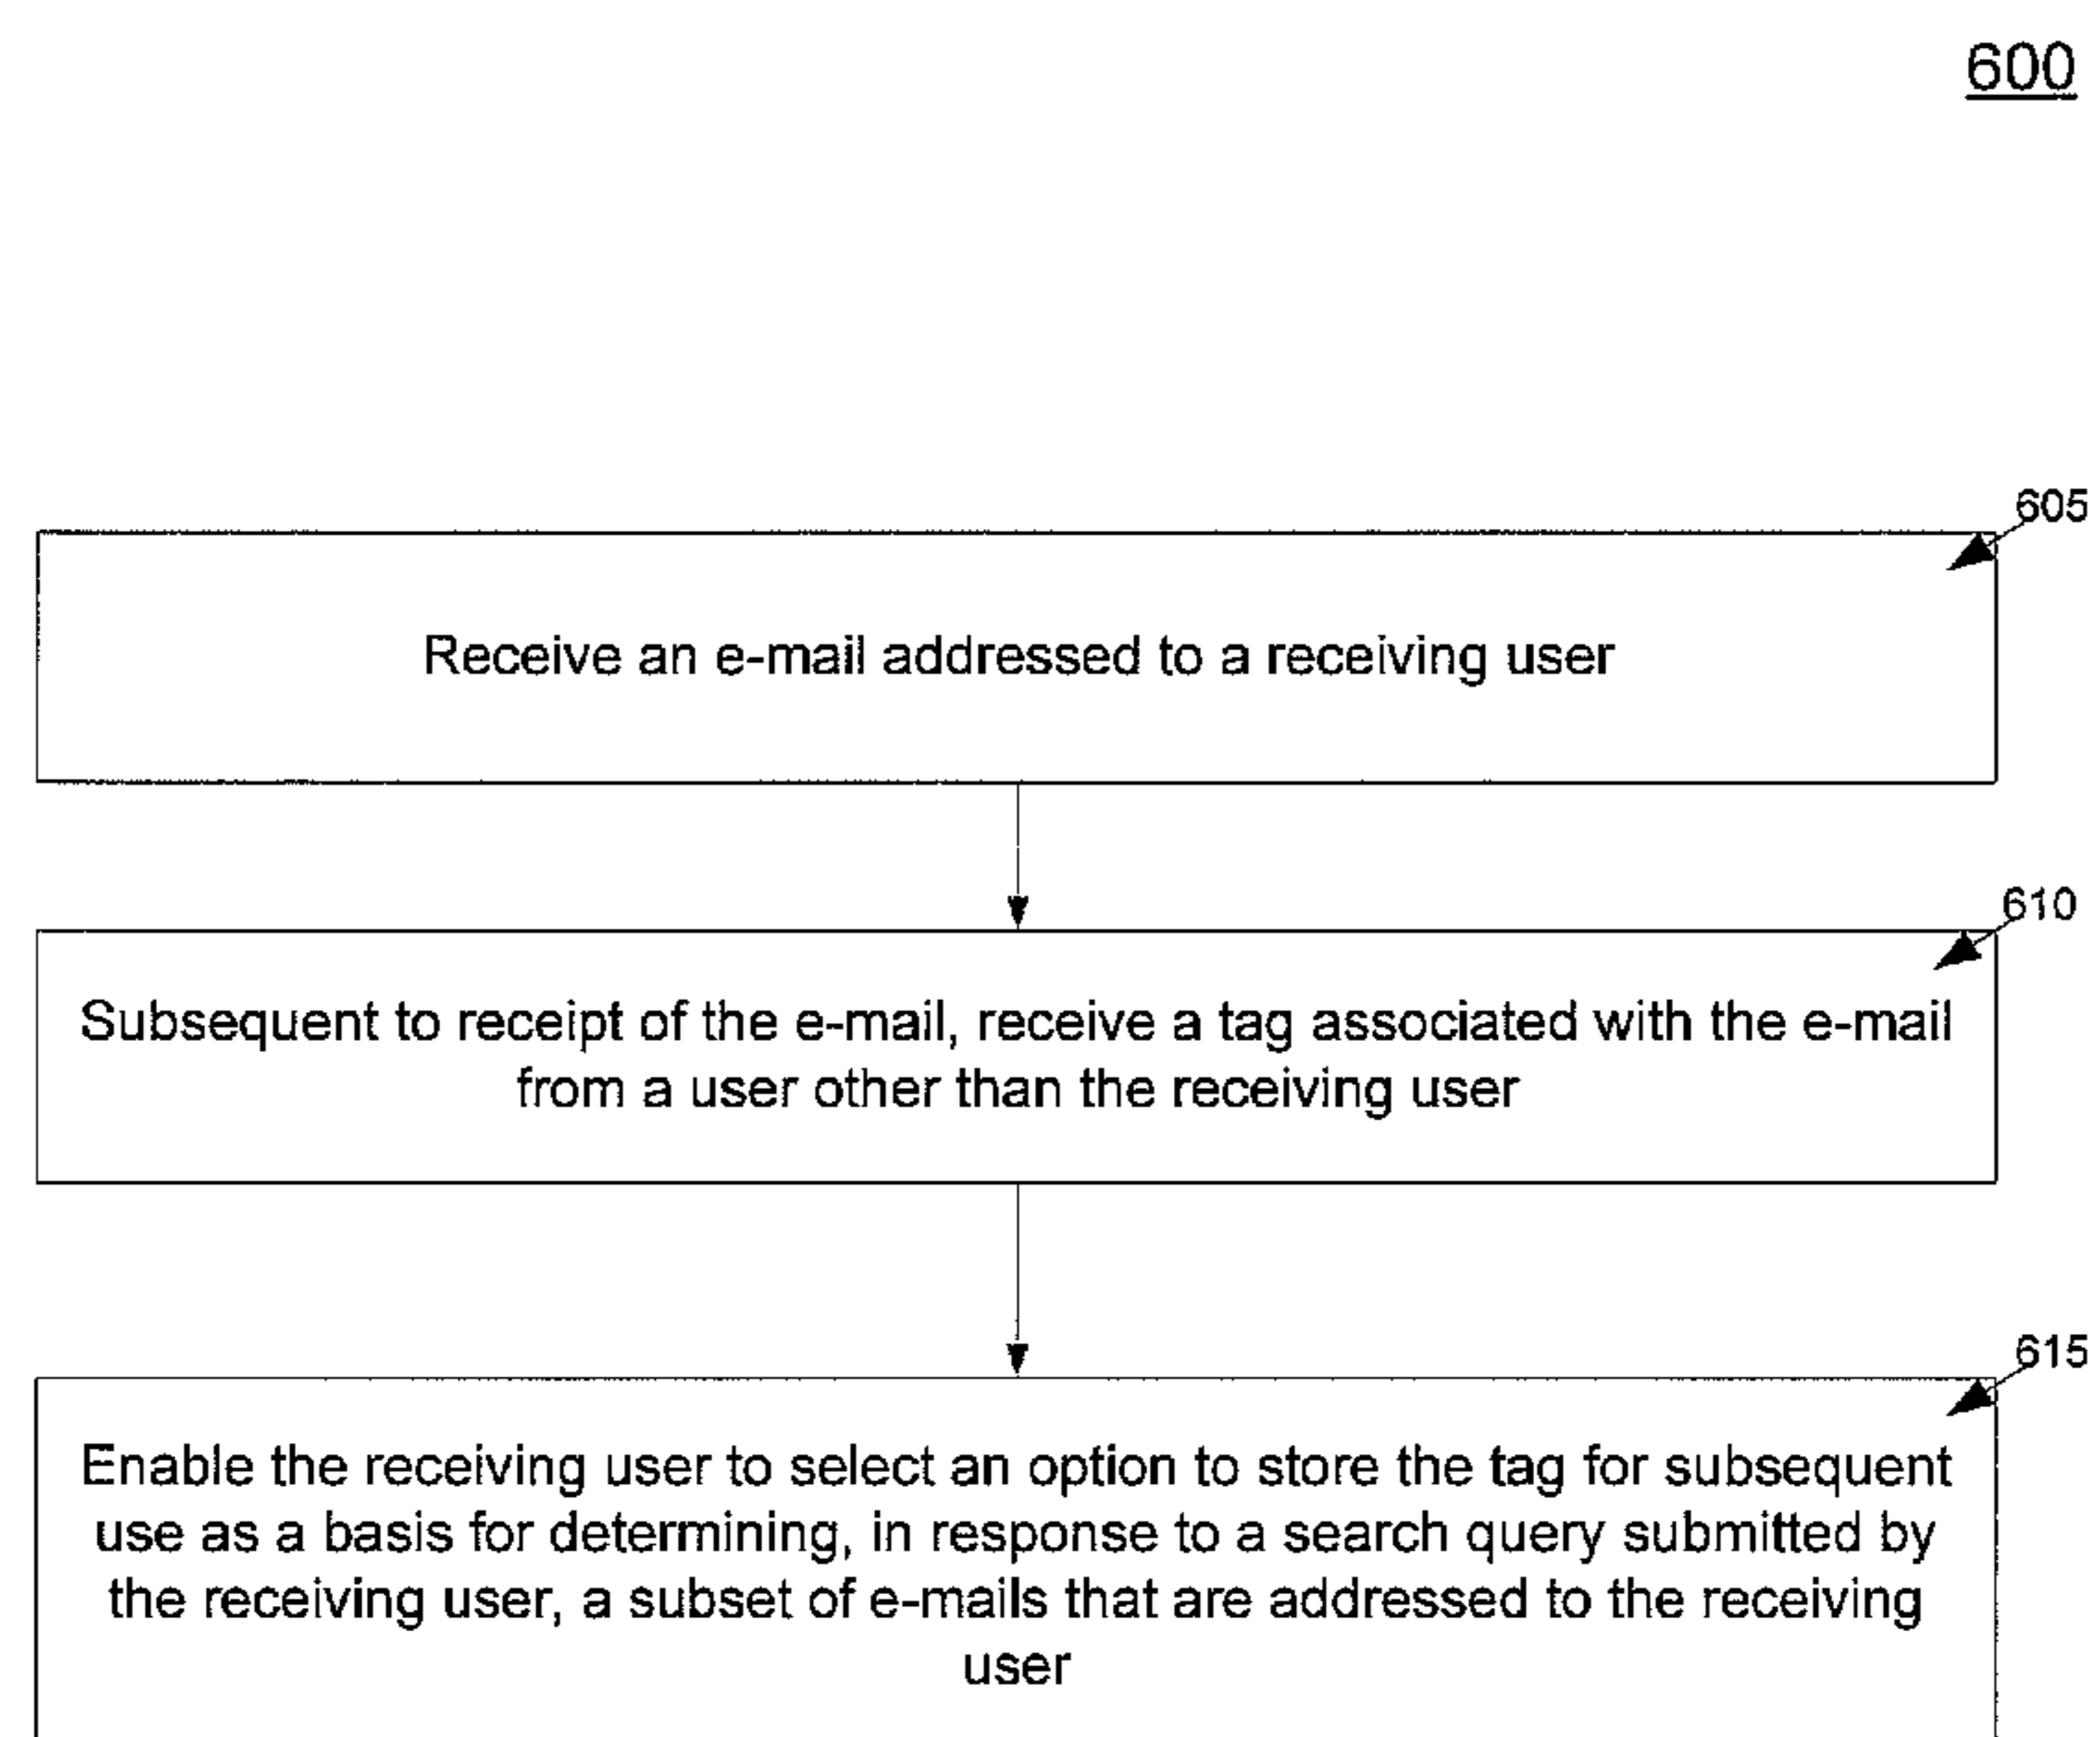 600
605
Receive an e-mail addressed to a receiving user
610
Subsequent to receipt of the e-mail, receive a tag associated with the e-mail
from a user other than the receiving user
615
Enable the receiving user to select an option to store the tag for subsequent
use as a basis for determining, in response to a search query submitted by
the receiving user, a subset of e-mails that are addressed to the receiving
user